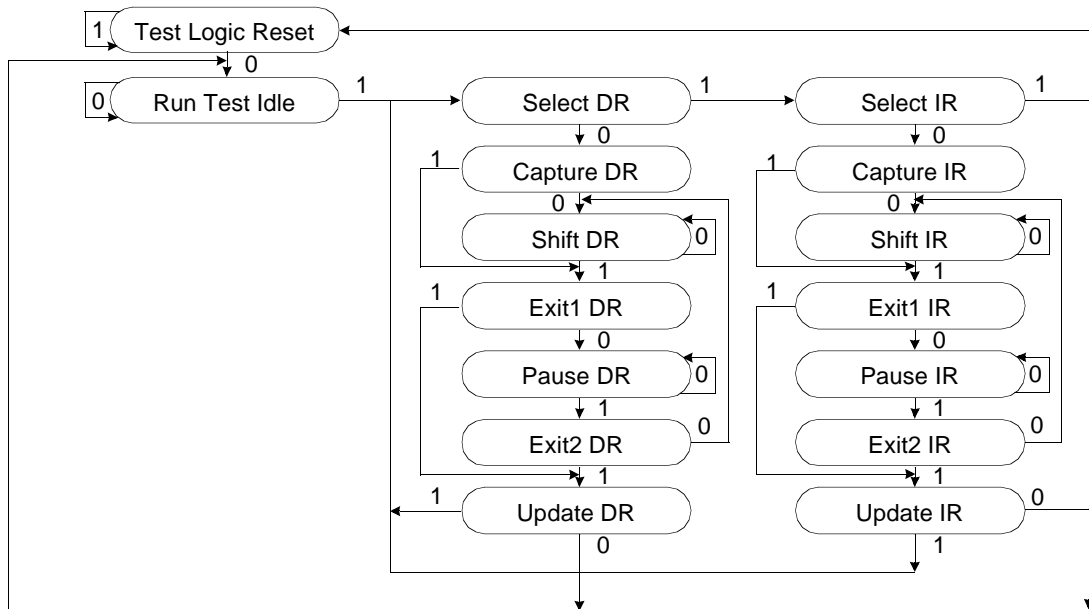 1
Test Logic Reset
0
0
Run Test Idle
1
Select DR
1
Select IR
1
0
0
1
Capture DR
1
Capture IR
0
0
Shift DR
0
Shift IR
0
1
1
1
Exit1 DR
1
Exit1 IR
0
0
Pause DR
0
Pause IR
0
1
1
Exit2 DR
0
Exit2 IR
0
1
1
1
Update DR
Update IR
0
0
1